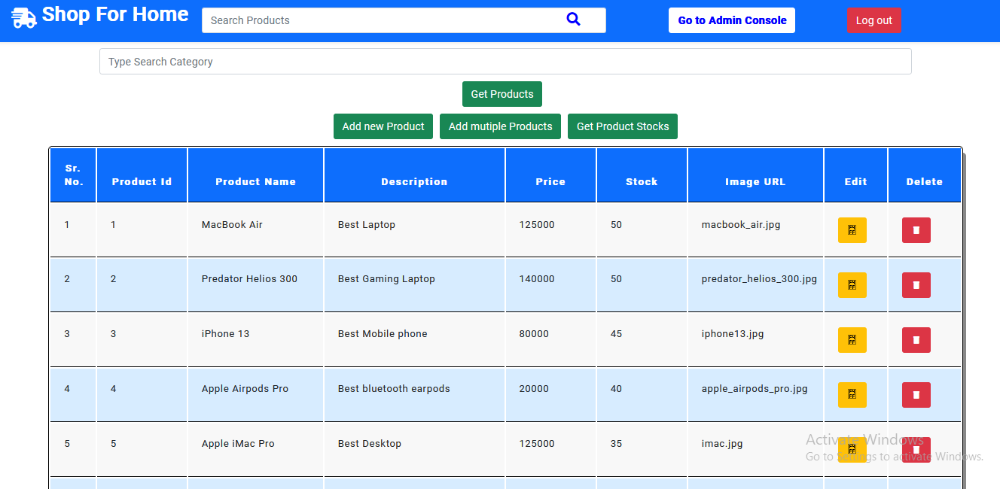 Shop For Home
Search Products
Go to Admin Console
Log out
Type Search Category
Get Products
Add new Product Add mutiple Products Get Product Stocks
Sr. No. Product Id Product Name Description Price Stock Image URL Edit Delete
1 1 MacBook Air Best Laptop 125000 50 macbook_air.jpg
2 2 Predator Helios 300 Best Gaming Laptop 140000 50 predator_helios_300.jpg
3 3 iPhone 13 Best Mobile phone 80000 45 iphone13.jpg
4 4 Apple Airpods Pro Best bluetooth earpods 20000 40 apple_airpods_pro.jpg
5 5 Apple iMac Pro Best Desktop 125000 35 imac.jpg
Activate Windows
Go to Settings to activate Windows.